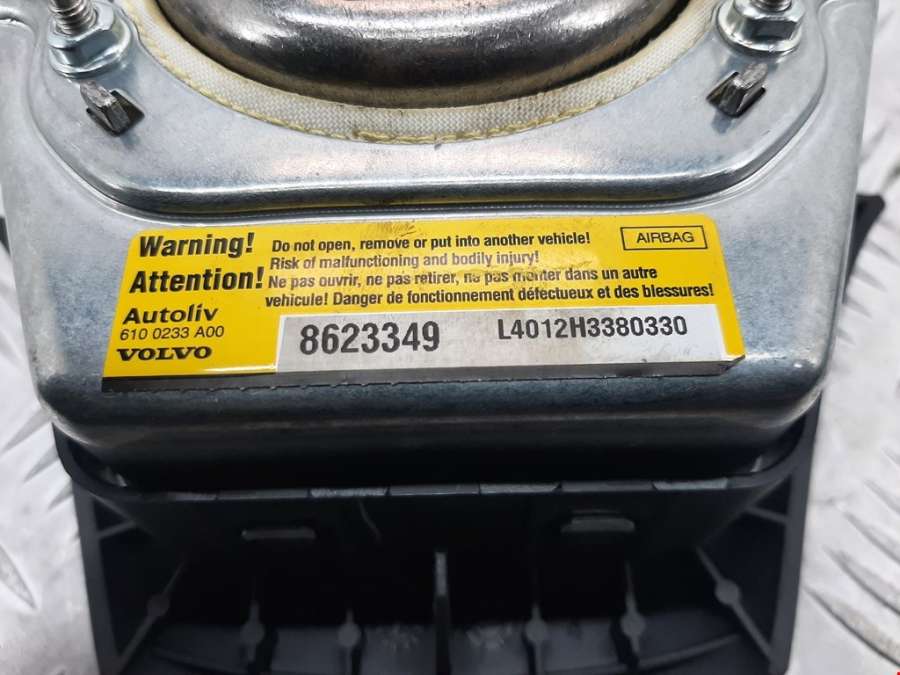 Warning! Do not open, remove or put into another vehicle! AIRBAG
Risk of malfunctioning and bodily injury!
Attention! Ne pas ouvrir, ne pas retirer, ne pas monter dans un autre
vehicule! Danger de fonctionnement défectueux et des blessures!
Autoliv
610 0233 A00
VOLVO
8623349
L4012H3380330